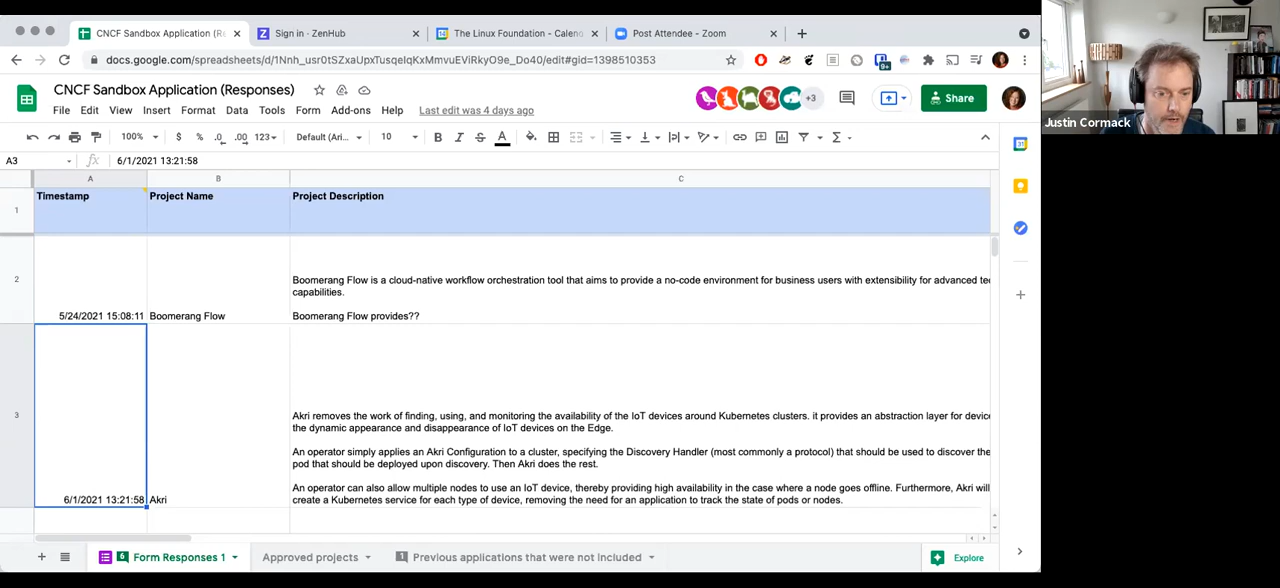 CNCF Sandbox Application (R
Sign in · ZenHub
The Linux Foundation - Calenc
Post Attendee - Zoom
docs.google.com/spreadsheets/d/1Nnh_usr0tSZxaUpxTusqeIqKxMmvuEViRkyO9e_Do40/edit#gid=1398510353
9+
CNCF Sandbox Application (Responses)
File Edit View Insert Format Data Tools Form Add-ons Help Last edit was 4 days ago
+3
Share
Justin Cormack
100% $ % .0 .00 123 Default (Ari... 10 B I S A
31
A3 fx 6/1/2021 13:21:58
A B C
1 Timestamp Project Name Project Description
Boomerang Flow is a cloud-native workflow orchestration tool that aims to provide a no-code environment for business users with extensibility for advanced te
2 capabilities.
5/24/2021 15:08:11 Boomerang Flow Boomerang Flow provides??
Akri removes the work of finding, using, and monitoring the availability of the IoT devices around Kubernetes clusters. it provides an abstraction layer for device
3 the dynamic appearance and disappearance of IoT devices on the Edge.
An operator simply applies an Akri Configuration to a cluster, specifying the Discovery Handler (most commonly a protocol) that should be used to discover the
pod that should be deployed upon discovery. Then Akri does the rest.
An operator can also allow multiple nodes to use an IoT device, thereby providing high availability in the case where a node goes offline. Furthermore, Akri will
6/1/2021 13:21:58 Akri create a Kubernetes service for each type of device, removing the need for an application to track the state of pods or nodes.
6 Form Responses 1 Approved projects 1 Previous applications that were not included Explore